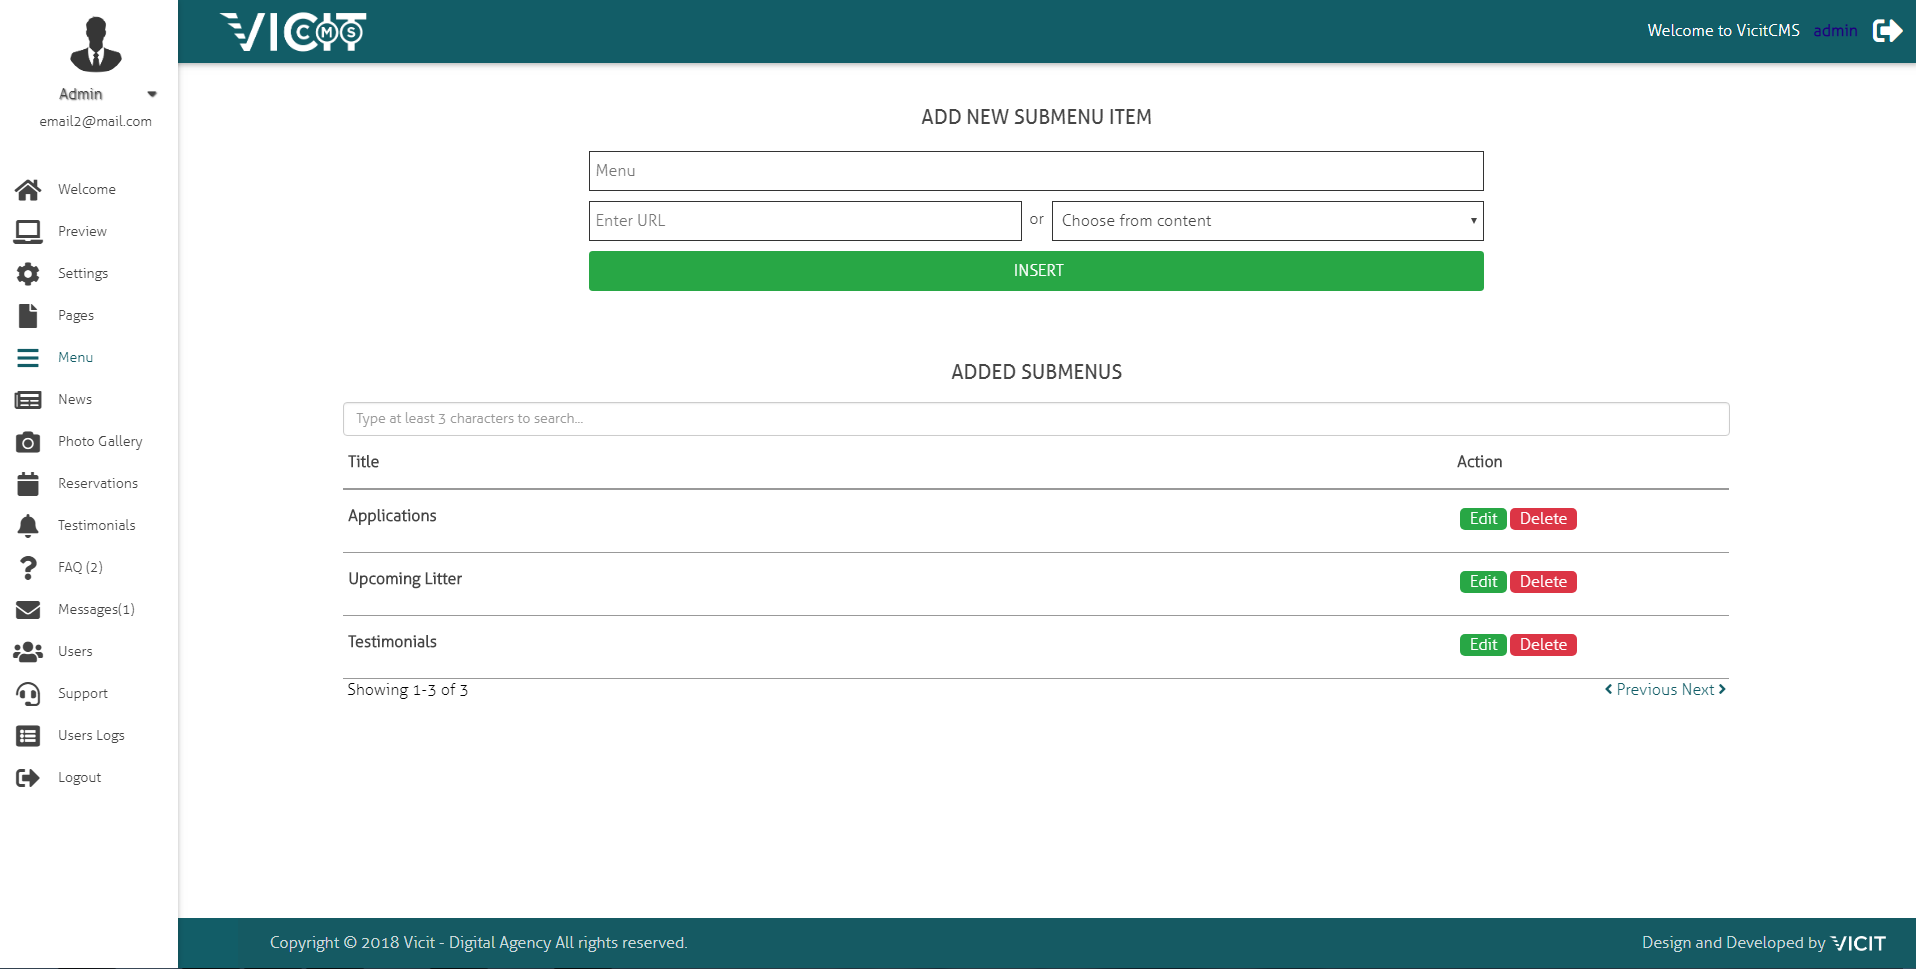 VICIT
CMS
Welcome to VicitCMS admin
Admin
email2@mail.com
Welcome
Preview
Settings
Pages
Menu
News
Photo Gallery
Reservations
Testimonials
FAQ (2)
Messages(1)
Users
Support
Users Logs
Logout
ADD NEW SUBMENU ITEM
Menu
Enter URL or Choose from content
INSERT
ADDED SUBMENUS
Type at least 3 characters to search...
Title Action
Applications Edit Delete
Upcoming Litter Edit Delete
Testimonials Edit Delete
Showing 1-3 of 3 Previous Next
Copyright © 2018 Vicit - Digital Agency All rights reserved. Design and Developed by VICIT